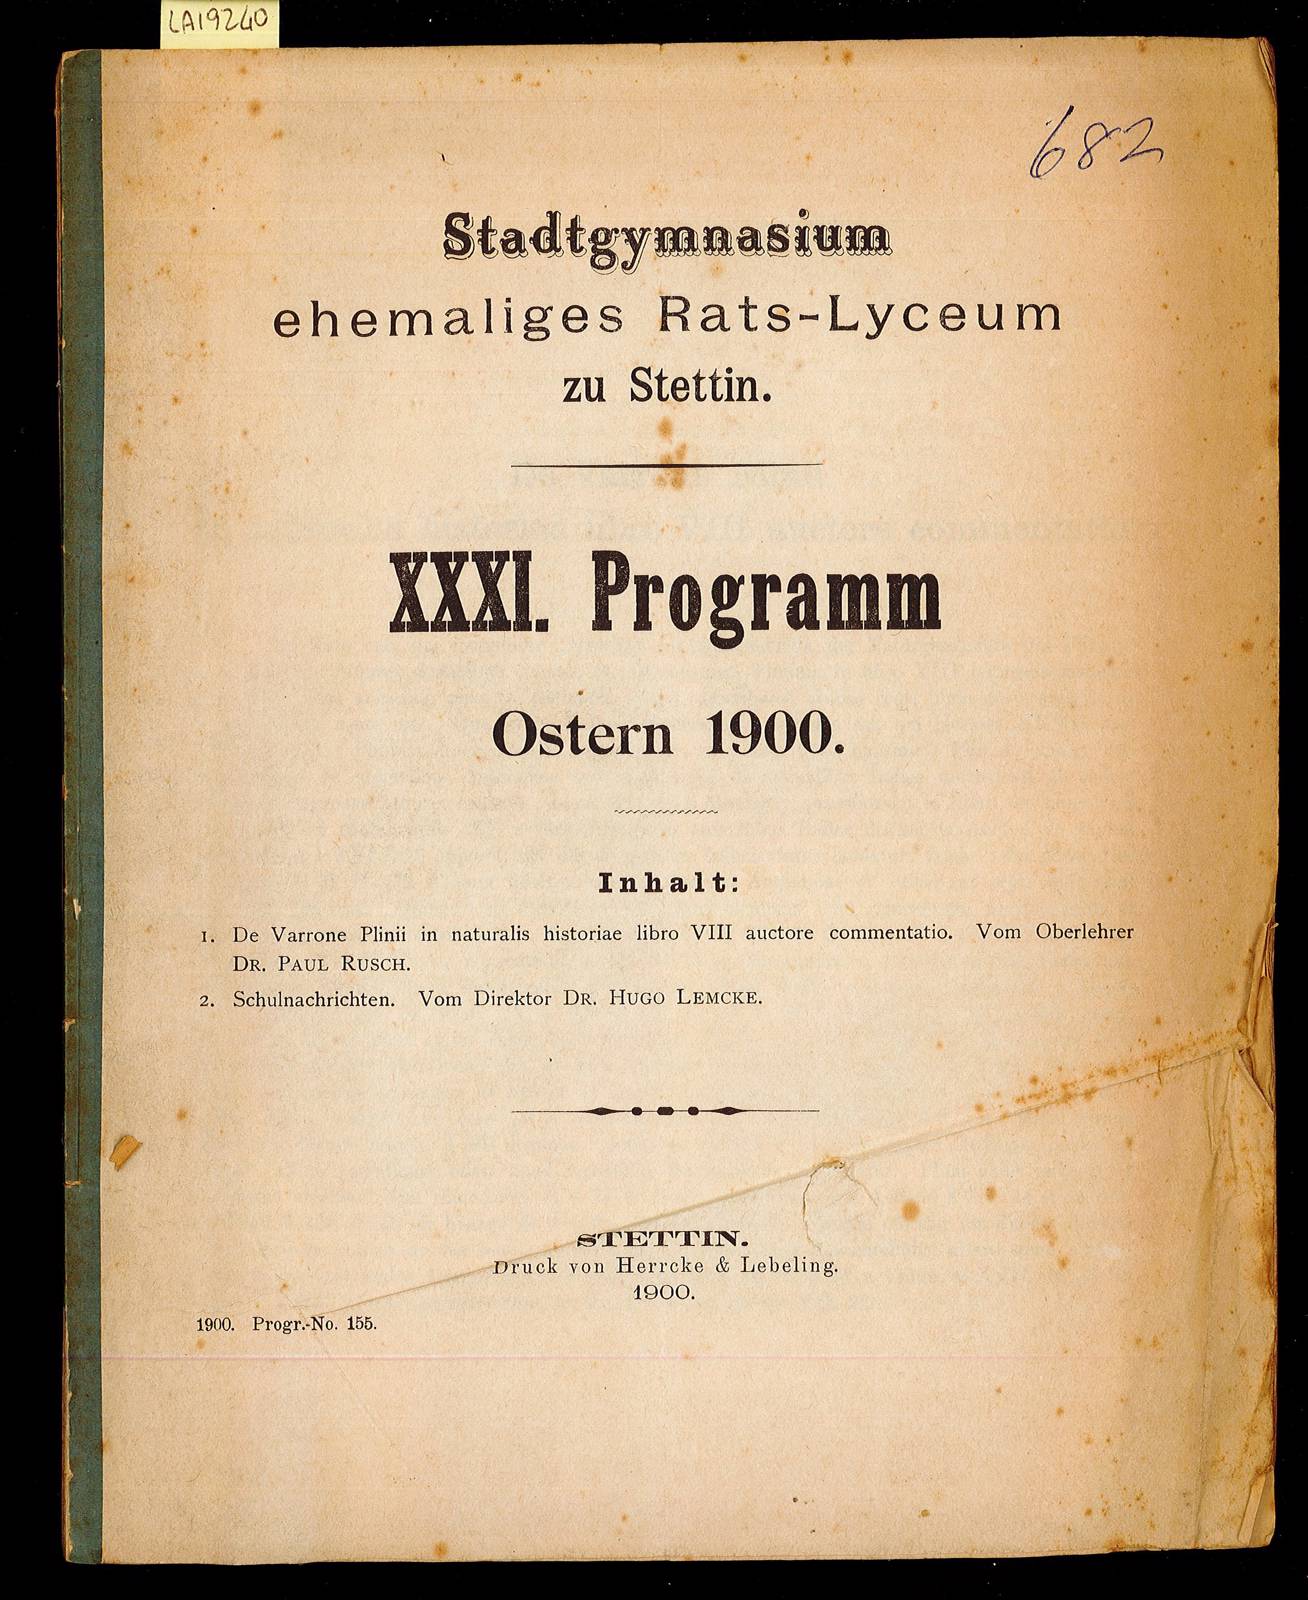 LA19240
682
Stadtgymnasium
ehemaliges Rats-Lyceum
zu Stettin.
XXXI. Programm
Ostern 1900.
Inhalt:
1. De Varrone Plinii in naturalis historiae libro VIII auctore commentatio. Vom Oberlehrer
DR. PAUL RUSCH.
2. Schulnachrichten. Vom Direktor DR. HUGO LEMCKE.
STETTIN.
Druck von Herrcke & Lebeling.
1900.
1900. Progr.-No. 155.